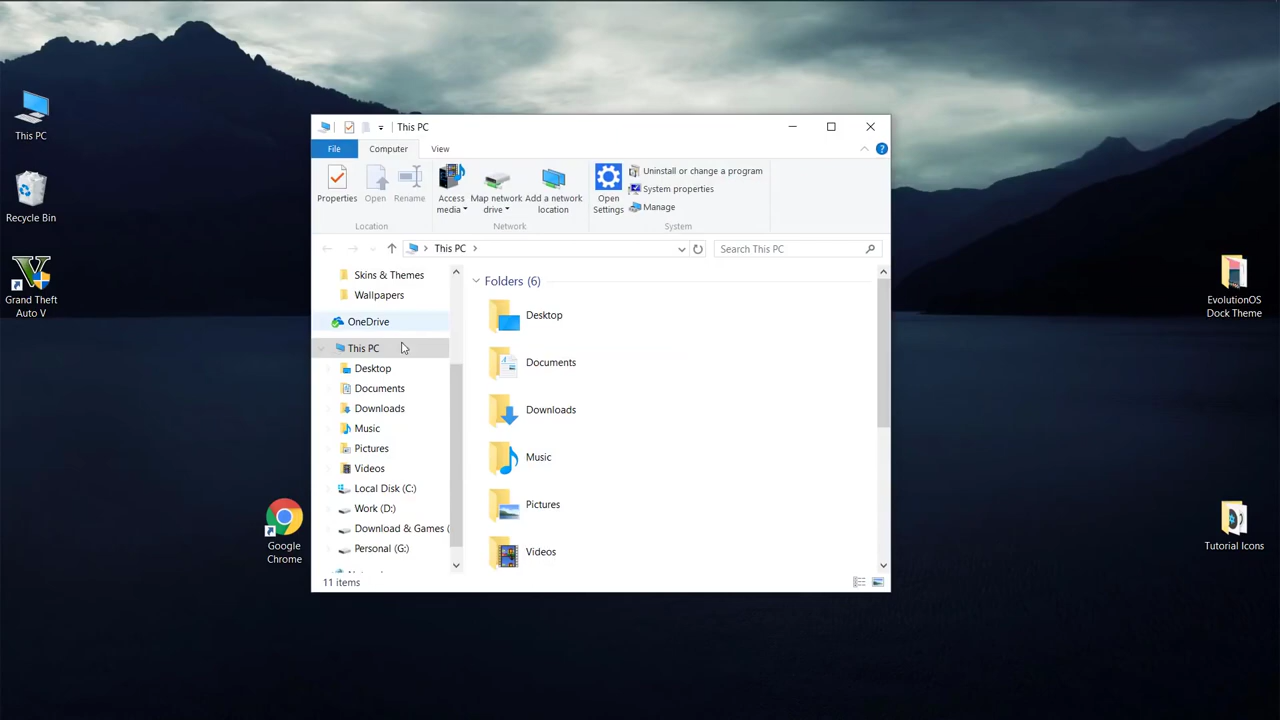 This PC
Recycle Bin
Grand Theft
Auto V
Google
Chrome
EvolutionOS
Dock Theme
Tutorial Icons
This PC
File
Computer
View
Properties
Open
Rename
Location
Access
media
Map network
drive
Add a network
location
Network
Open
Settings
Uninstall or change a program
System properties
Manage
System
This PC
Search This PC
Skins & Themes
Wallpapers
OneDrive
This PC
Desktop
Documents
Downloads
Music
Pictures
Videos
Local Disk (C:)
Work (D:)
Download & Games (
Personal (G:)
Folders (6)
Desktop
Documents
Downloads
Music
Pictures
Videos
11 items